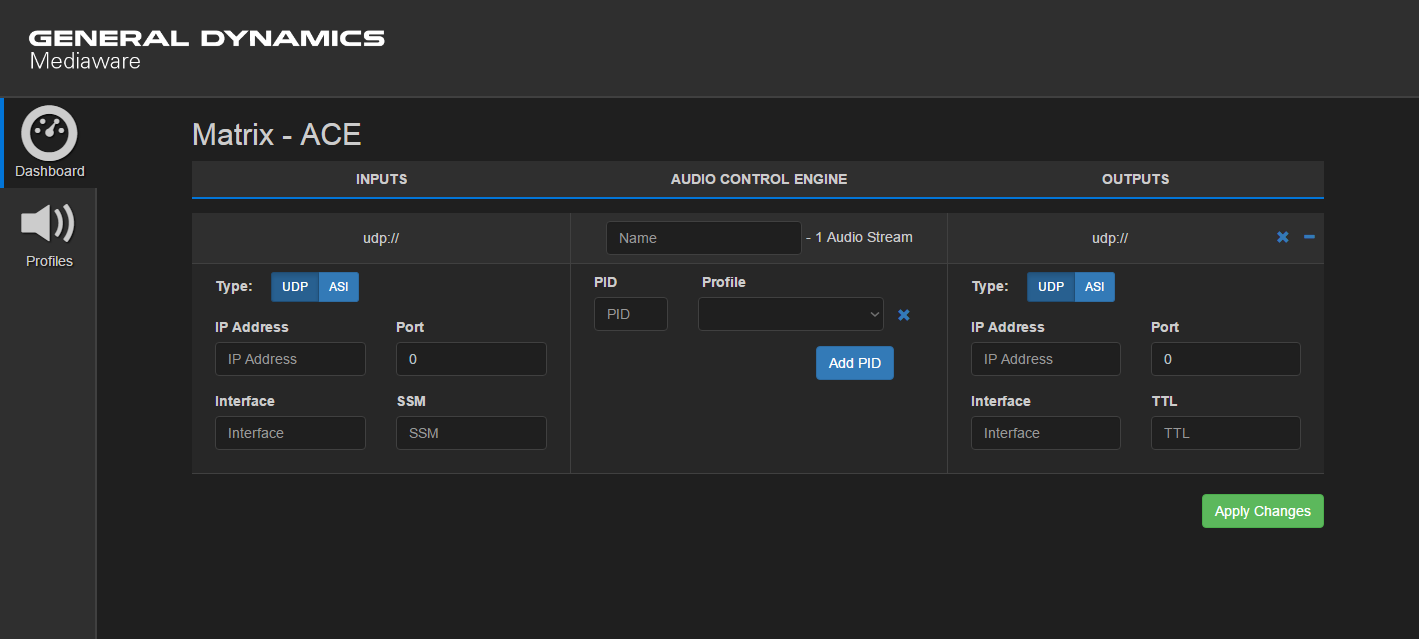 GENERAL DYNAMICS
Mediaware
Dashboard
Profiles
Matrix - ACE
INPUTS AUDIO CONTROL ENGINE OUTPUTS
udp:// Name - 1 Audio Stream udp://
Type: UDP ASI
IP Address Port
IP Address 0
Interface SSM
Interface SSM
PID Profile
PID
Add PID
Type: UDP ASI
IP Address Port
IP Address 0
Interface TTL
Interface TTL
Apply Changes